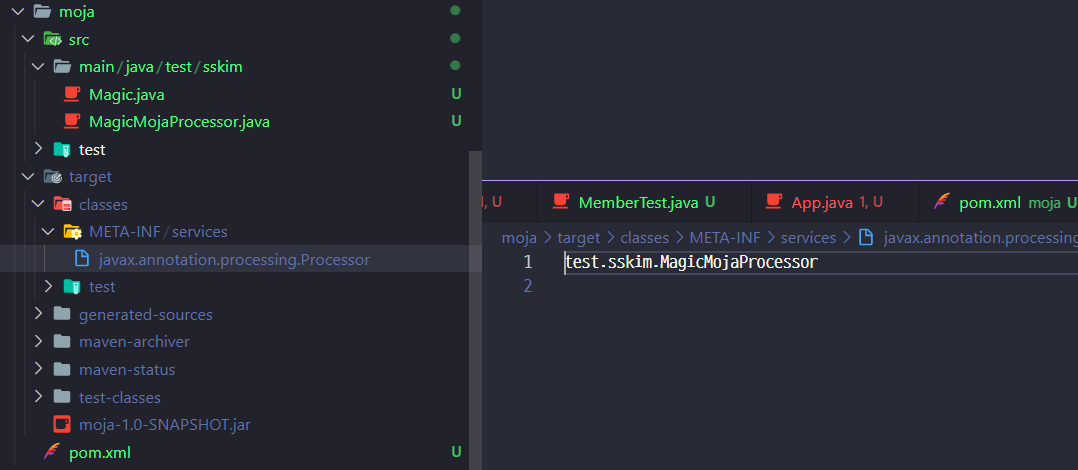 moja
src
main/java/test/sskim
Magic.java U
MagicMojaProcessor.java U
test
target
classes
META-INF/services
javax.annotation.processing.Processor
test
generated-sources
maven-archiver
maven-status
test-classes
moja-1.0-SNAPSHOT.jar
pom.xml U
U MemberTest.java U App.java 1, U pom.xml moja U
moja > target > classes > META-INF > services > javax.annotation.processing
1 test.sskim.MagicMojaProcessor
2